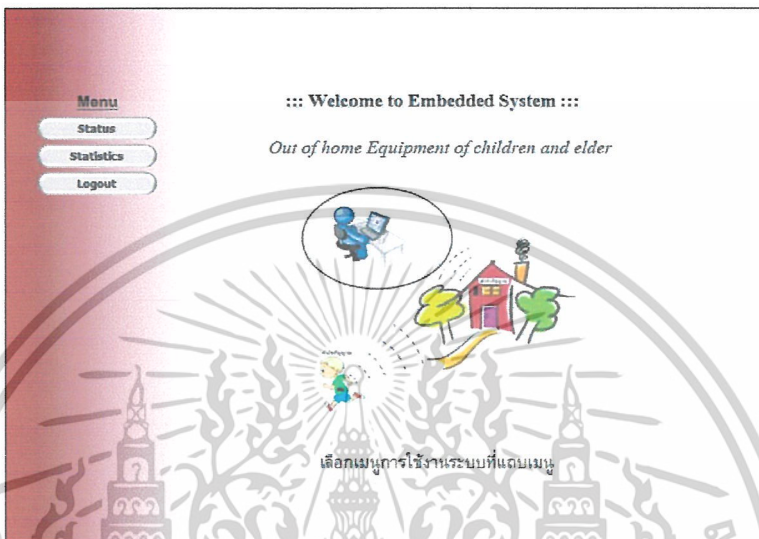 Menu
Status
Statistics
Logout
::: Welcome to Embedded System :::
Out of home Equipment of children and elder
เลือกเมนูการใช้งานระบบที่แถบเมนู